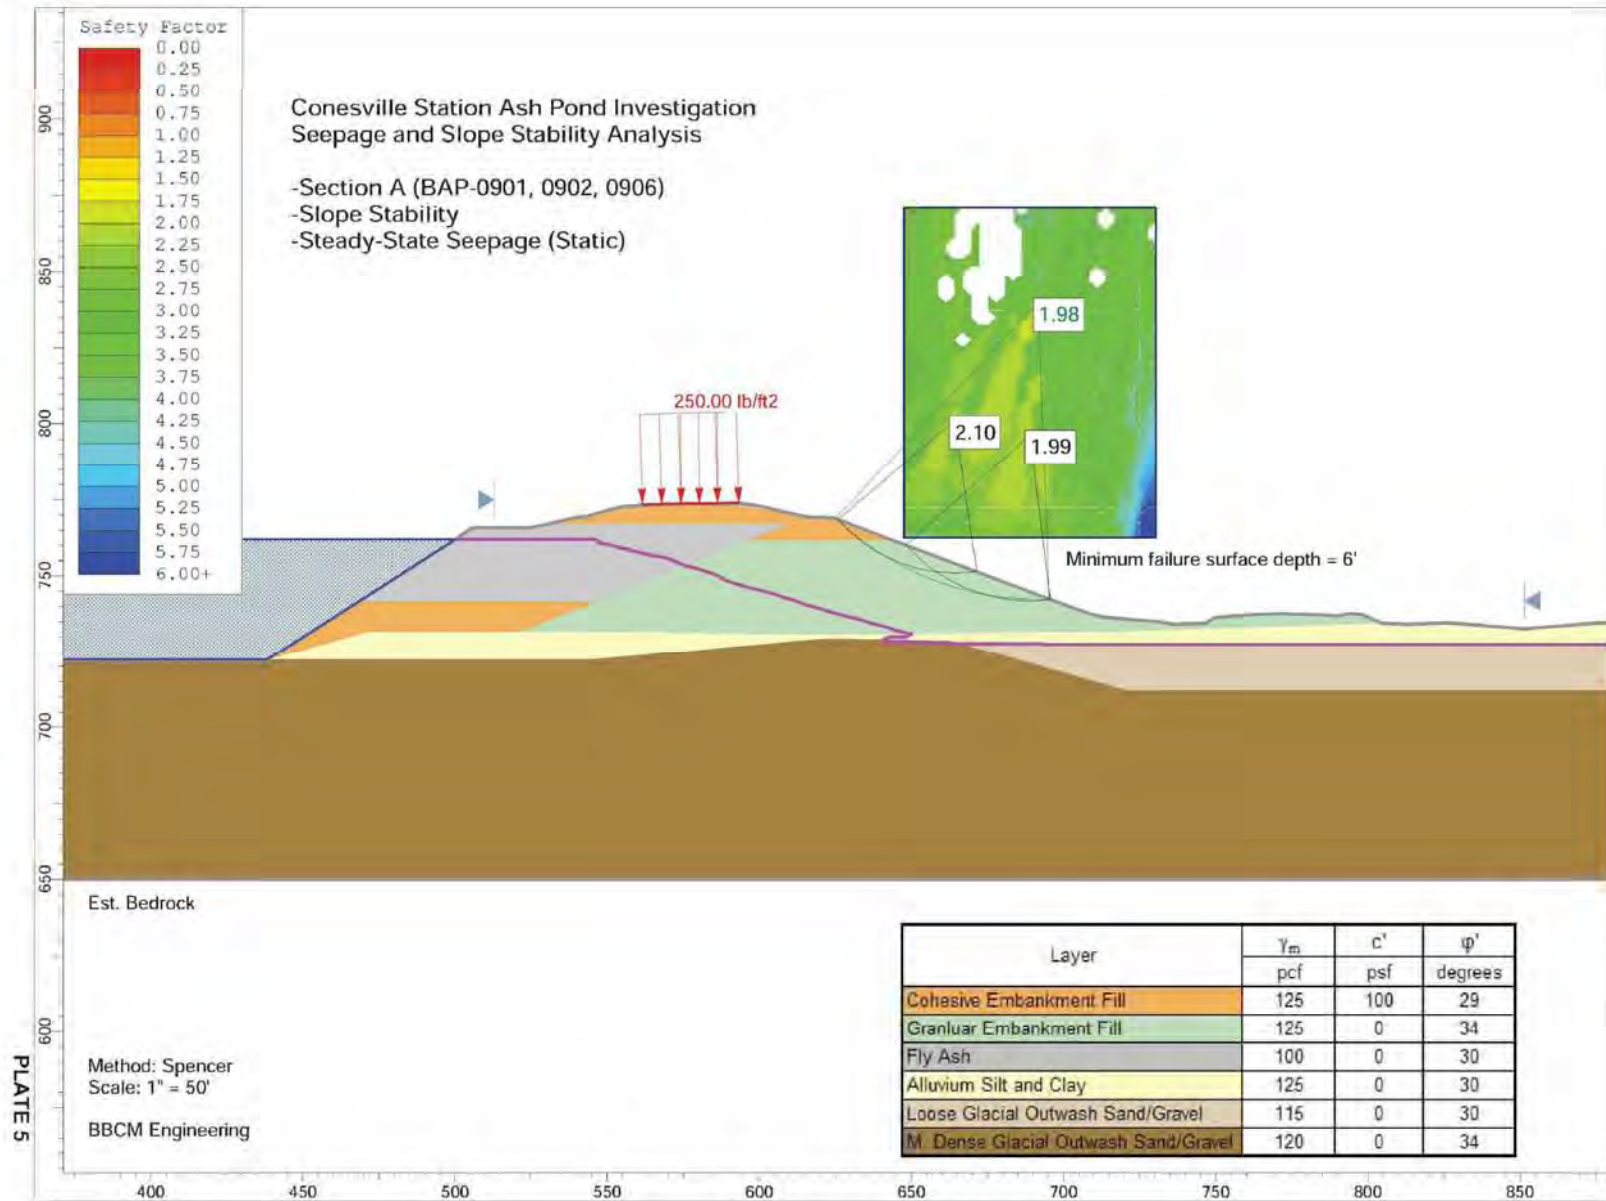 Safety Factor
0.00
0.25
0.50
0.75
1.00
1.25
1.50
1.75
2.00
2.25
2.50
2.75
3.00
3.25
3.50
3.75
4.00
4.25
4.50
4.75
5.00
5.25
5.50
5.75
6.00+
Conesville Station Ash Pond Investigation
Seepage and Slope Stability Analysis
-Section A (BAP-0901, 0902, 0906)
-Slope Stability
-Steady-State Seepage (Static)
900
850
800
750
700
650
600
250.00 lb/ft2
1.98
2.10
1.99
Minimum failure surface depth = 6'
Est. Bedrock
Method: Spencer
Scale: 1" = 50'
BBCM Engineering
PLATE 5
Layer γm c' φ'
pcf psf degrees
Cohesive Embankment Fill 125 100 29
Granluar Embankment Fill 125 0 34
Fly Ash 100 0 30
Alluvium Silt and Clay 125 0 30
Loose Glacial Outwash Sand/Gravel 115 0 30
M. Dense Glacial Outwash Sand/Gravel 120 0 34
400 450 500 550 600 650 700 750 800 850